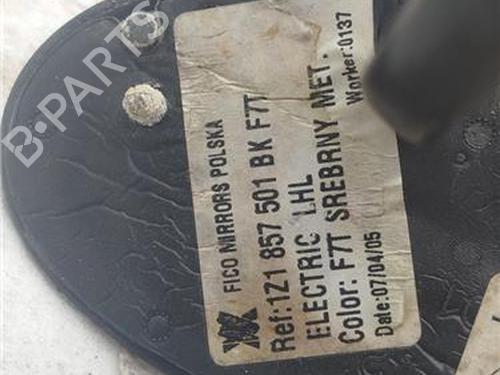 B-PARTS
FICO MIRRORS POLSKA
Ref:1Z1 857 501 BK F7T
ELECTRIC LHL
Color: F7T SREBRNY MET.
Date:07/04/05 Worker:0137